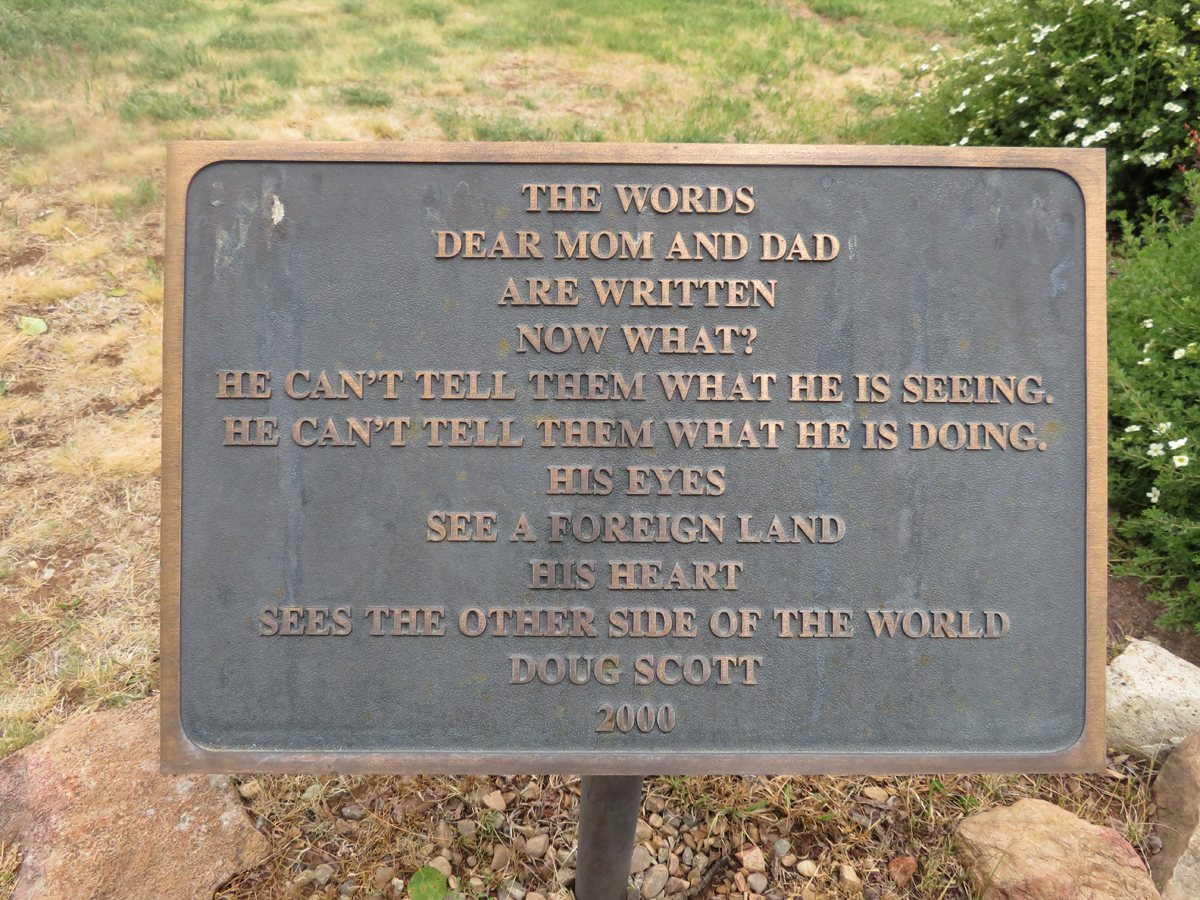 THE WORDS
DEAR MOM AND DAD
ARE WRITTEN
NOW WHAT?
HE CAN'T TELL THEM WHAT HE IS SEEING.
HE CAN'T TELL THEM WHAT HE IS DOING.
HIS EYES
SEE A FOREIGN LAND
HIS HEART
SEES THE OTHER SIDE OF THE WORLD
DOUG SCOTT
2000